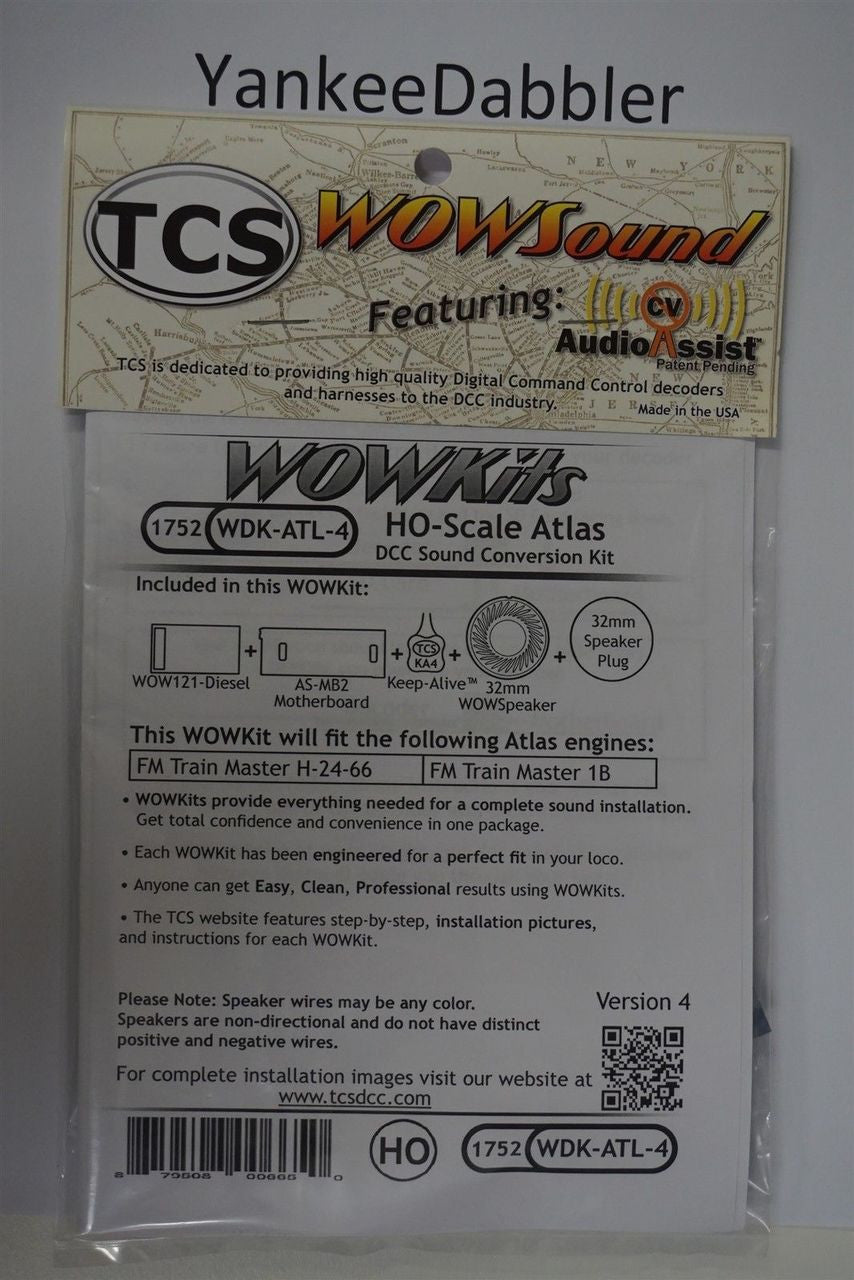 YankeeDabbler
TCS
WOWSound
Featuring:
CV
AudioAssist™
Patent Pending
TCS is dedicated to providing high quality Digital Command Control decoders
and harnesses to the DCC industry.
Made in the USA
NEW YORK
Scranton
Wilkes-Barre
Harrisburg
WOWKits
1752 WDK-ATL-4
HO-Scale Atlas
DCC Sound Conversion Kit
Included in this WOWKit:
WOW121-Diesel
+
AS-MB2
Motherboard
+
TCS
KA4
Keep-Alive™
+
32mm
WOWSpeaker
+
32mm
Speaker
Plug
This WOWKit will fit the following Atlas engines:
FM Train Master H-24-66
FM Train Master 1B
• WOWKits provide everything needed for a complete sound installation.
Get total confidence and convenience in one package.
• Each WOWKit has been engineered for a perfect fit in your loco.
• Anyone can get Easy, Clean, Professional results using WOWKits.
• The TCS website features step-by-step, installation pictures,
and instructions for each WOWKit.
Please Note: Speaker wires may be any color.
Speakers are non-directional and do not have distinct
positive and negative wires.
Version 4
For complete installation images visit our website at
www.tcsdcc.com
HO
1752 WDK-ATL-4